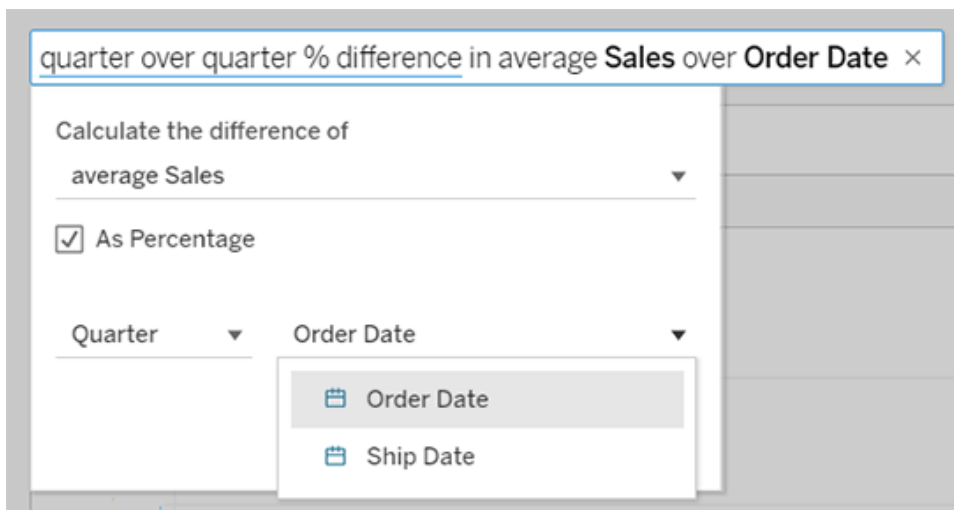 quarter over quarter % difference in average Sales over Order Date ×
Calculate the difference of
average Sales
As Percentage
Quarter Order Date
Order Date
Ship Date